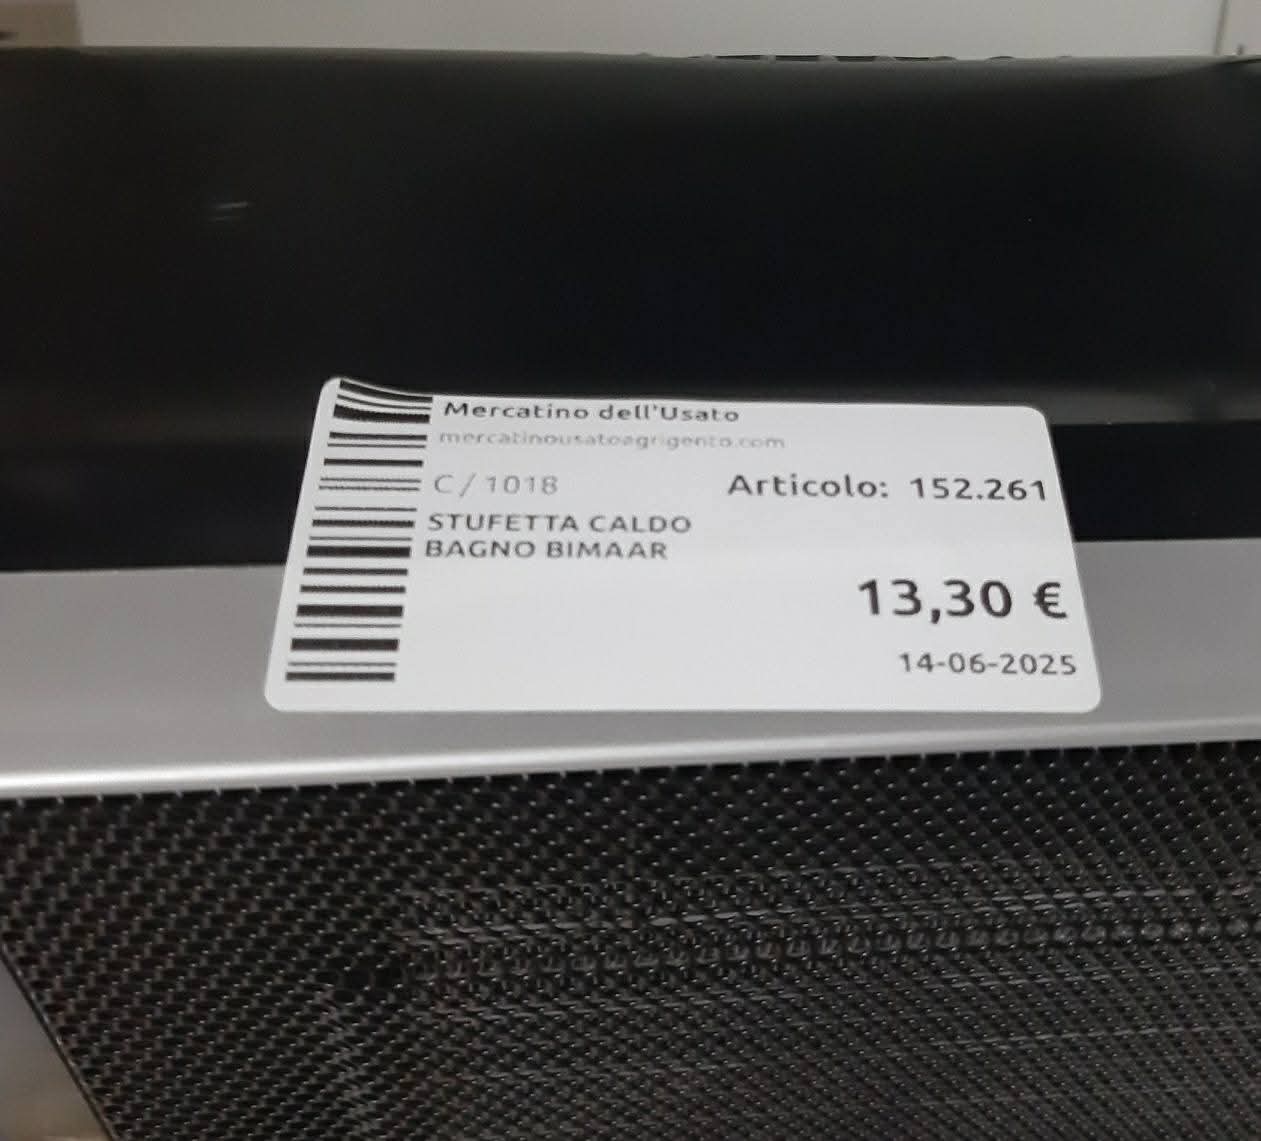 Mercatino dell'Usato
mercatinousatoagrigento.com
C/1018 Articolo: 152.261
STUFETTA CALDO
BAGNO BIMAAR
13,30 €
14-06-2025